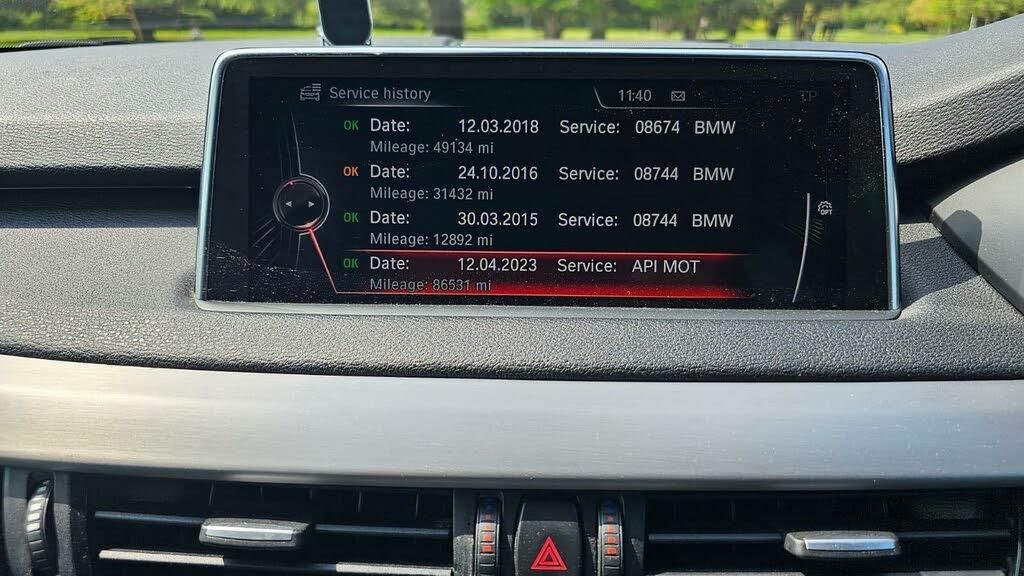 Service history 11:40 TP
OK Date: 12.03.2018 Service: 08674 BMW
Mileage: 49134 mi
OK Date: 24.10.2016 Service: 08744 BMW
Mileage: 31432 mi
OK Date: 30.03.2015 Service: 08744 BMW
Mileage: 12892 mi
OPT
OK Date: 12.04.2023 Service: API MOT
Mileage: 86531 mi